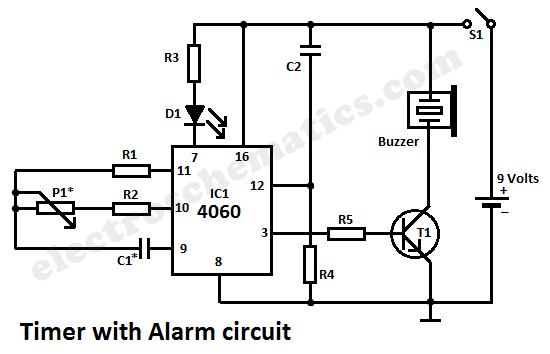 S1
R3
C2
D1
Buzzer
7
16
R1
11
9 Volts
+
P1*
R2
IC1
12
10
4060
–
R5
3
T1
C1*
9
8
R4
electroschematics.com
Timer with Alarm circuit